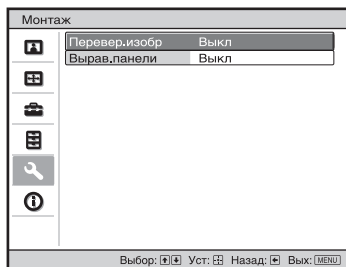 Монтаж
Перевер.изобр Выкл
Вырав.панели Выкл
Выбор: Уст: Назад: Вых: MENU